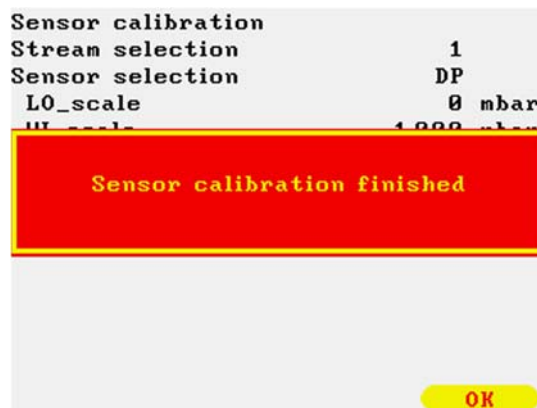 Sensor calibration
Stream selection 1
Sensor selection DP
LO_scale 0 mbar
Sensor calibration finished
OK